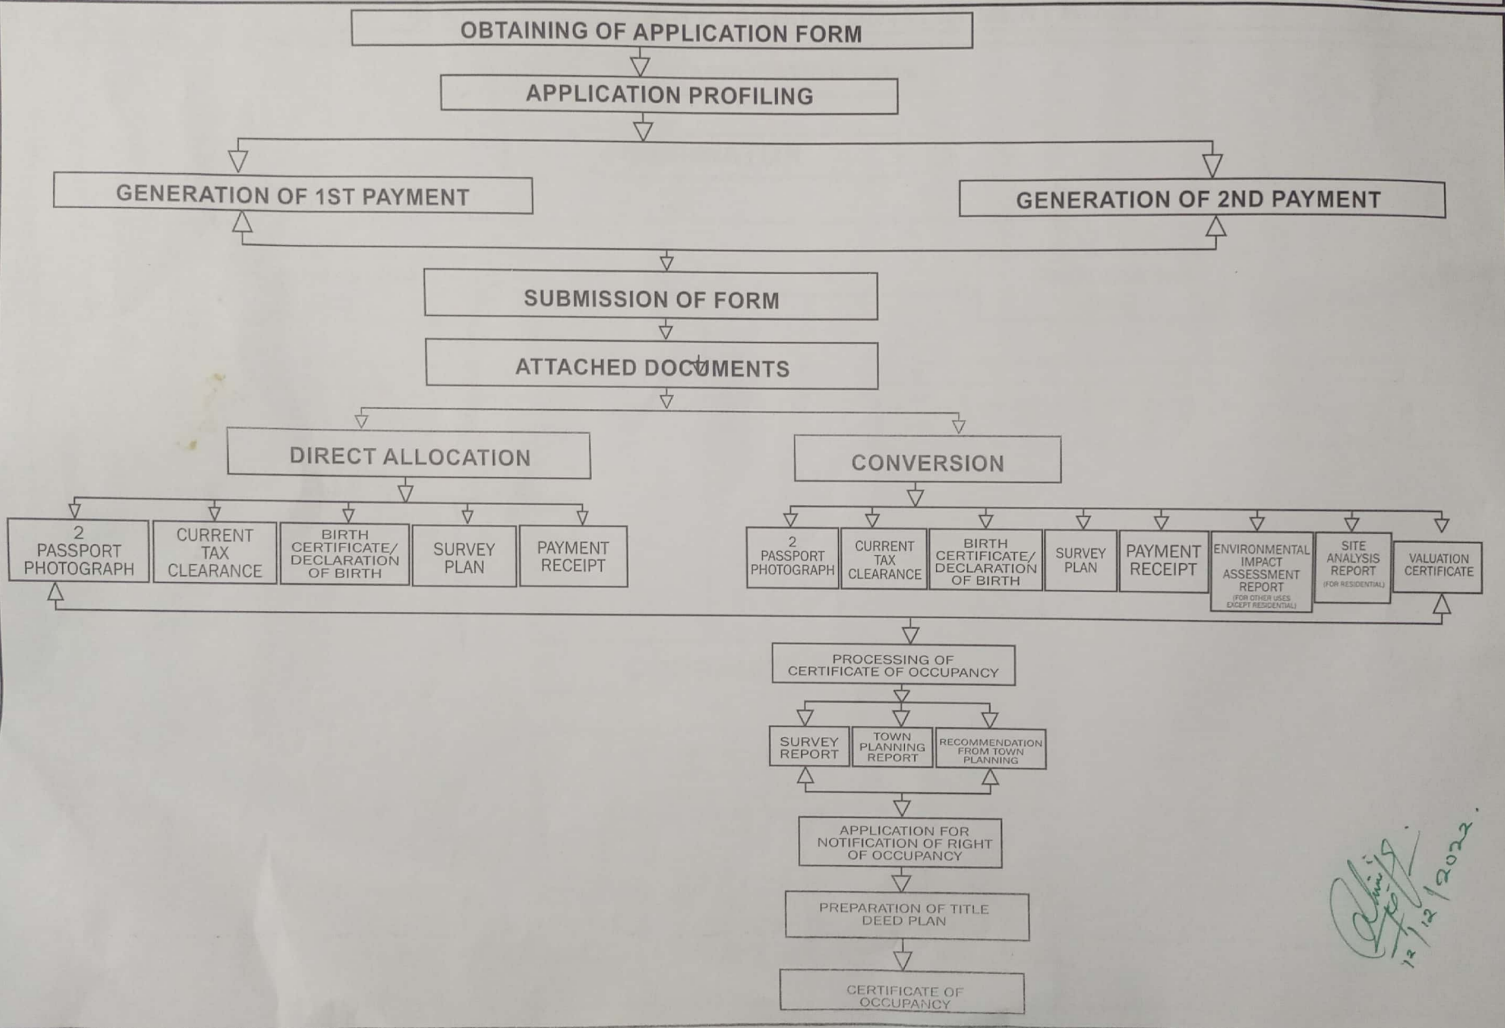 OBTAINING OF APPLICATION FORM
APPLICATION PROFILING
GENERATION OF 1ST PAYMENT
GENERATION OF 2ND PAYMENT
SUBMISSION OF FORM
ATTACHED DOCUMENTS
DIRECT ALLOCATION
CONVERSION
2
PASSPORT
PHOTOGRAPH
CURRENT
TAX
CLEARANCE
BIRTH
CERTIFICATE/
DECLARATION
OF BIRTH
SURVEY
PLAN
PAYMENT
RECEIPT
2
PASSPORT
PHOTOGRAPH
CURRENT
TAX
CLEARANCE
BIRTH
CERTIFICATE/
DECLARATION
OF BIRTH
SURVEY
PLAN
PAYMENT
RECEIPT
ENVIRONMENTAL
IMPACT
ASSESSMENT
REPORT
(FOR OTHER USES
EXCEPT RESIDENTIAL)
SITE
ANALYSIS
REPORT
(FOR RESIDENTIAL)
VALUATION
CERTIFICATE
PROCESSING OF
CERTIFICATE OF OCCUPANCY
SURVEY
REPORT
TOWN
PLANNING
REPORT
RECOMMENDATION
FROM TOWN
PLANNING
APPLICATION FOR
NOTIFICATION OF RIGHT
OF OCCUPANCY
PREPARATION OF TITLE
DEED PLAN
CERTIFICATE OF
OCCUPANCY
12/12/2022.